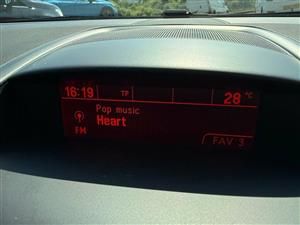 16:19 TP 28 °C
Pop music
Heart
FM
FAV 3